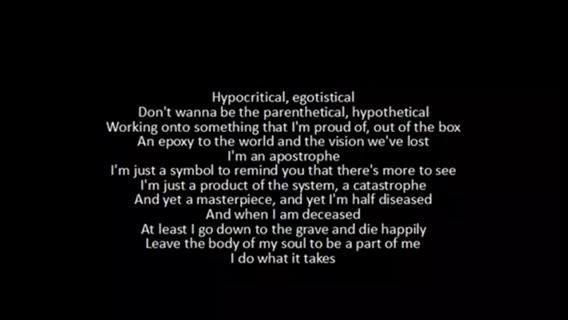 Hypocritical, egotistical
Don't wanna be the parenthetical, hypothetical
Working onto something that I'm proud of, out of the box
An epoxy to the world and the vision we've lost
I'm an apostrophe
I'm just a symbol to remind you that there's more to see
I'm just a product of the system, a catastrophe
And yet a masterpiece, and yet I'm half diseased
And when I am deceased
At least I go down to the grave and die happily
Leave the body of my soul to be a part of me
I do what it takes